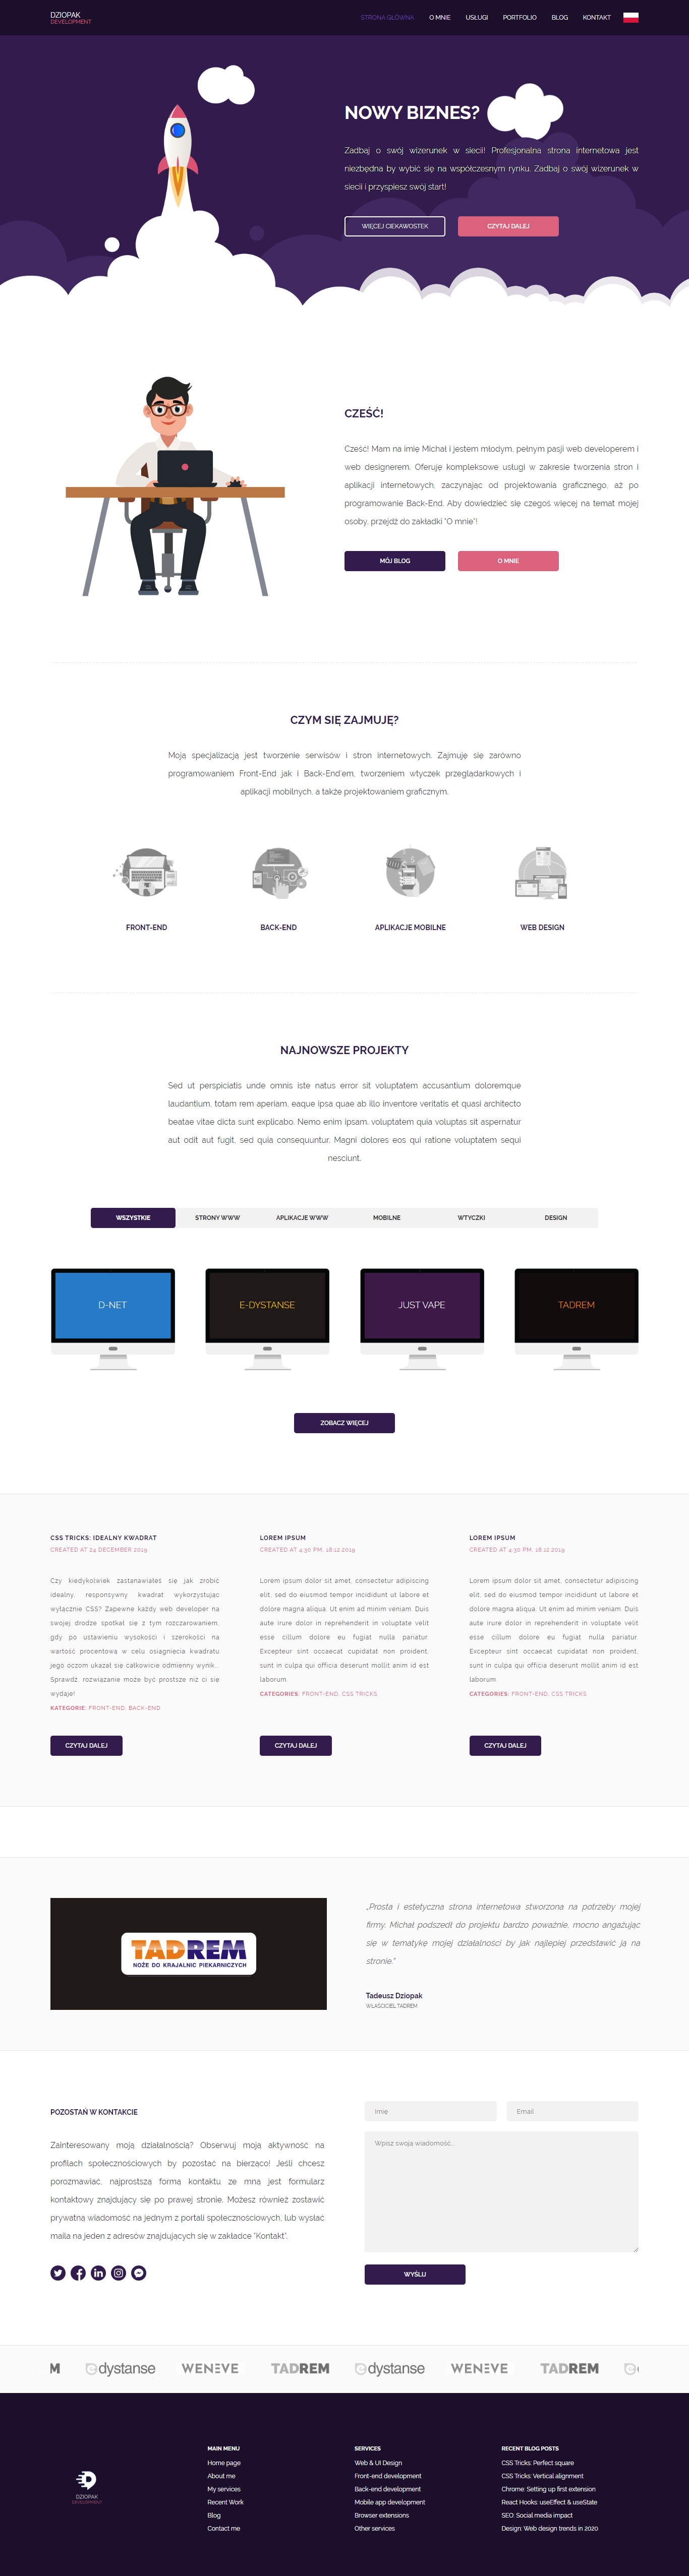 DZIOPAK
DEVELOPMENT
STRONA GŁÓWNA
O MNIE
USŁUGI
PORTFOLIO
BLOG
KONTAKT
NOWY BIZNES?
Zadbaj o swój wizerunek w siecii! Profesjonalna strona internetowa jest
niezbędna by wybić się na współczesnym rynku. Zadbaj o swój wizerunek w
siecii i przyspiesz swój start!
WIĘCEJ CIEKAWOSTEK
CZYTAJ DALEJ
CZEŚĆ!
Cześć! Mam na imię Michał i jestem młodym, pełnym pasji web developerem i
web designerem. Oferuję kompleksowe usługi w zakresie tworzenia stron i
aplikacji internetowych, zaczynając od projektowania graficznego, aż po
programowanie Back-End. Aby dowiedzieć się czegoś więcej na temat mojej
osoby, przejdź do zakładki "O mnie"!
MÓJ BLOG
O MNIE
CZYM SIĘ ZAJMUJĘ?
Moją specjalizacją jest tworzenie serwisów i stron internetowych. Zajmuję się zarówno
programowaniem Front-End jak i Back-End'em, tworzeniem wtyczek przeglądarkowych i
aplikacji mobilnych, a także projektowaniem graficznym.
FRONT-END
BACK-END
APLIKACJE MOBILNE
WEB DESIGN
NAJNOWSZE PROJEKTY
Sed ut perspiciatis unde omnis iste natus error sit voluptatem accusantium doloremque
laudantium, totam rem aperiam, eaque ipsa quae ab illo inventore veritatis et quasi architecto
beatae vitae dicta sunt explicabo. Nemo enim ipsam, voluptatem quia voluptas sit aspernatur
aut odit aut fugit, sed quia consequuntur. Magni dolores eos qui ratione voluptatem sequi
nesciunt.
WSZYSTKIE
STRONY WWW
APLIKACJE WWW
MOBILNE
WTYCZKI
DESIGN
D-NET
E-DYSTANSE
JUST VAPE
TADREM
ZOBACZ WIĘCEJ
CSS TRICKS: IDEALNY KWADRAT
CREATED AT 24 DECEMBER 2019
Czy kiedykolwiek zastanawiałeś się jak zrobić
idealny, responsywny kwadrat wykorzystując
wyłącznie CSS? Zapewne każdy web developer na
swojej drodze spotkał się z tym rozczarowaniem,
gdy po ustawieniu wysokości i szerokości na
wartość procentową w celu osiągnięcia kwadratu
jego oczom ukazał się całkowicie odmienny wynik...
Sprawdź, rozwiązanie może być prostsze niż ci się
wydaje!
KATEGORIE: FRONT-END, BACK-END
CZYTAJ DALEJ
LOREM IPSUM
CREATED AT 4:30 PM, 18.12.2019
Lorem ipsum dolor sit amet, consectetur adipiscing
elit, sed do eiusmod tempor incididunt ut labore et
dolore magna aliqua. Ut enim ad minim veniam. Duis
aute irure dolor in reprehenderit in voluptate velit
esse cillum dolore eu fugiat nulla pariatur.
Excepteur sint occaecat cupidatat non proident,
sunt in culpa qui officia deserunt mollit anim id est
laborum.
CATEGORIES: FRONT-END, CSS TRICKS
CZYTAJ DALEJ
LOREM IPSUM
CREATED AT 4:30 PM, 18.12.2019
Lorem ipsum dolor sit amet, consectetur adipiscing
elit, sed do eiusmod tempor incididunt ut labore et
dolore magna aliqua. Ut enim ad minim veniam. Duis
aute irure dolor in reprehenderit in voluptate velit
esse cillum dolore eu fugiat nulla pariatur.
Excepteur sint occaecat cupidatat non proident,
sunt in culpa qui officia deserunt mollit anim id est
laborum.
CATEGORIES: FRONT-END, CSS TRICKS
CZYTAJ DALEJ
TADREM
NOŻE DO KRAJALNIC PIEKARNICZYCH
„Prosta i estetyczna strona internetowa stworzona na potrzeby mojej
firmy. Michał podszedł do projektu bardzo poważnie, mocno angażując
się w tematykę mojej działalności by jak najlepiej przedstawić ją na
stronie."
Tadeusz Dziopak
WŁAŚCICIEL TADREM
POZOSTAŃ W KONTAKCIE
Zainteresowany moją działalnością? Obserwuj moją aktywność na
profilach społecznościowych by pozostać na bierząco! Jeśli chcesz
porozmawiać, najprostszą formą kontaktu ze mną jest formularz
kontaktowy znajdujący się po prawej stronie. Możesz również zostawić
prywatną wiadomość na jednym z portali społecznościowych, lub wysłać
maila na jeden z adresów znajdujących się w zakładce "Kontakt".
Imię
Email
Wpisz swoją wiadomość...
WYŚLIJ
M
edystanse
WENEVE
TADREM
edystanse
WENEVE
TADREM
e
DZIOPAK
DEVELOPMENT
MAIN MENU
Home page
About me
My services
Recent Work
Blog
Contact me
SERVICES
Web & UI Design
Front-end development
Back-end development
Mobile app development
Browser extensions
Other services
RECENT BLOG POSTS
CSS Tricks: Perfect square
CSS Tricks: Vertical alignment
Chrome: Setting up first extension
React Hooks: useEffect & useState
SEO: Social media impact
Design: Web design trends in 2020